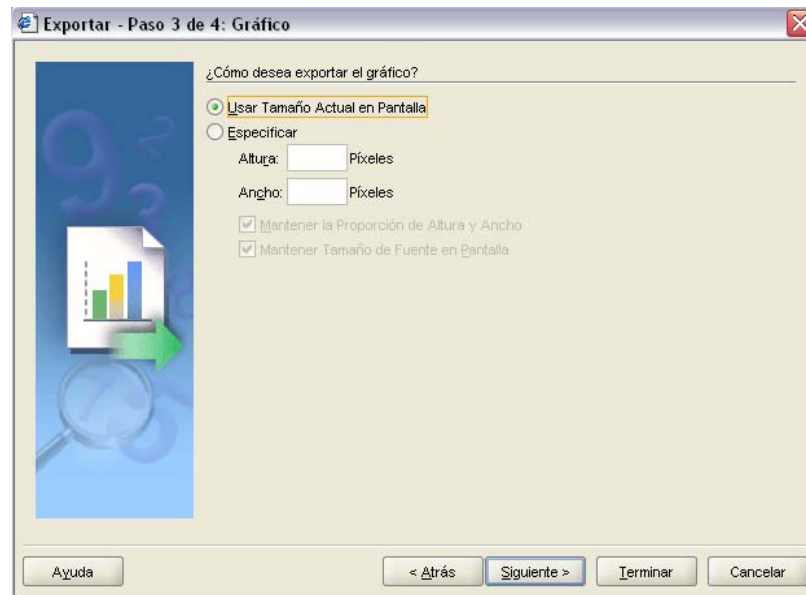 Exportar - Paso 3 de 4: Gráfico
¿Cómo desea exportar el gráfico?
Usar Tamaño Actual en Pantalla
Especificar
Altura: Píxeles
Ancho: Píxeles
Mantener la Proporción de Altura y Ancho
Mantener Tamaño de Fuente en Pantalla
Ayuda < Atrás Siguiente > Terminar Cancelar